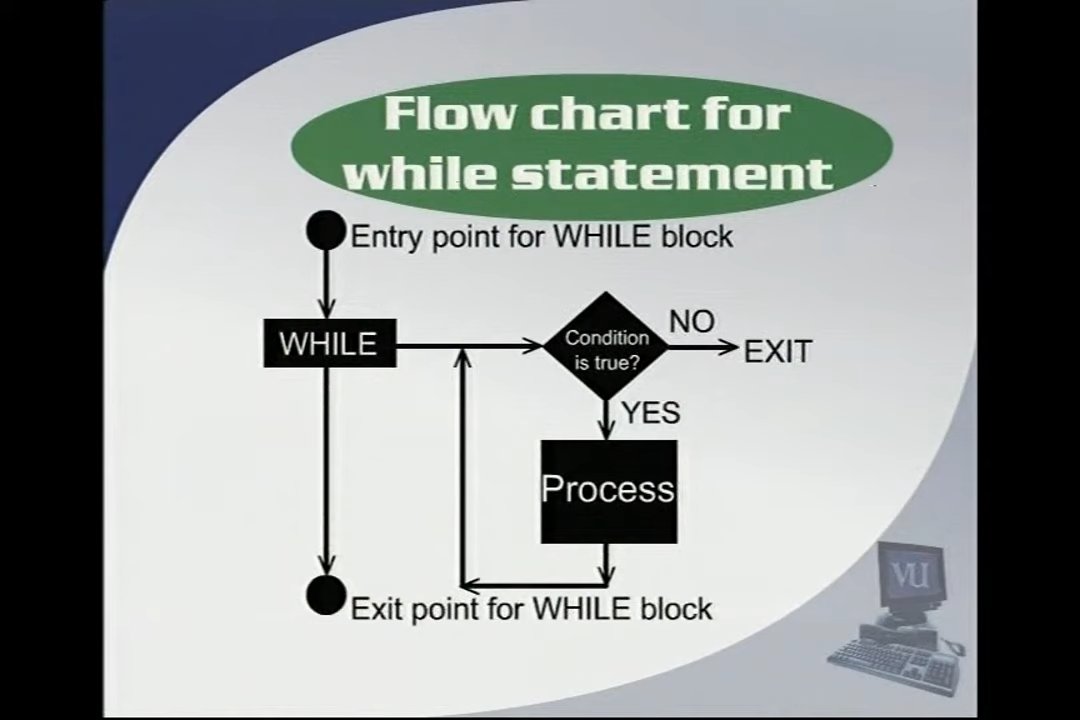 Flow chart for
while statement
Entry point for WHILE block
WHILE
Condition
is true?
NO
EXIT
YES
Process
Exit point for WHILE block
VU